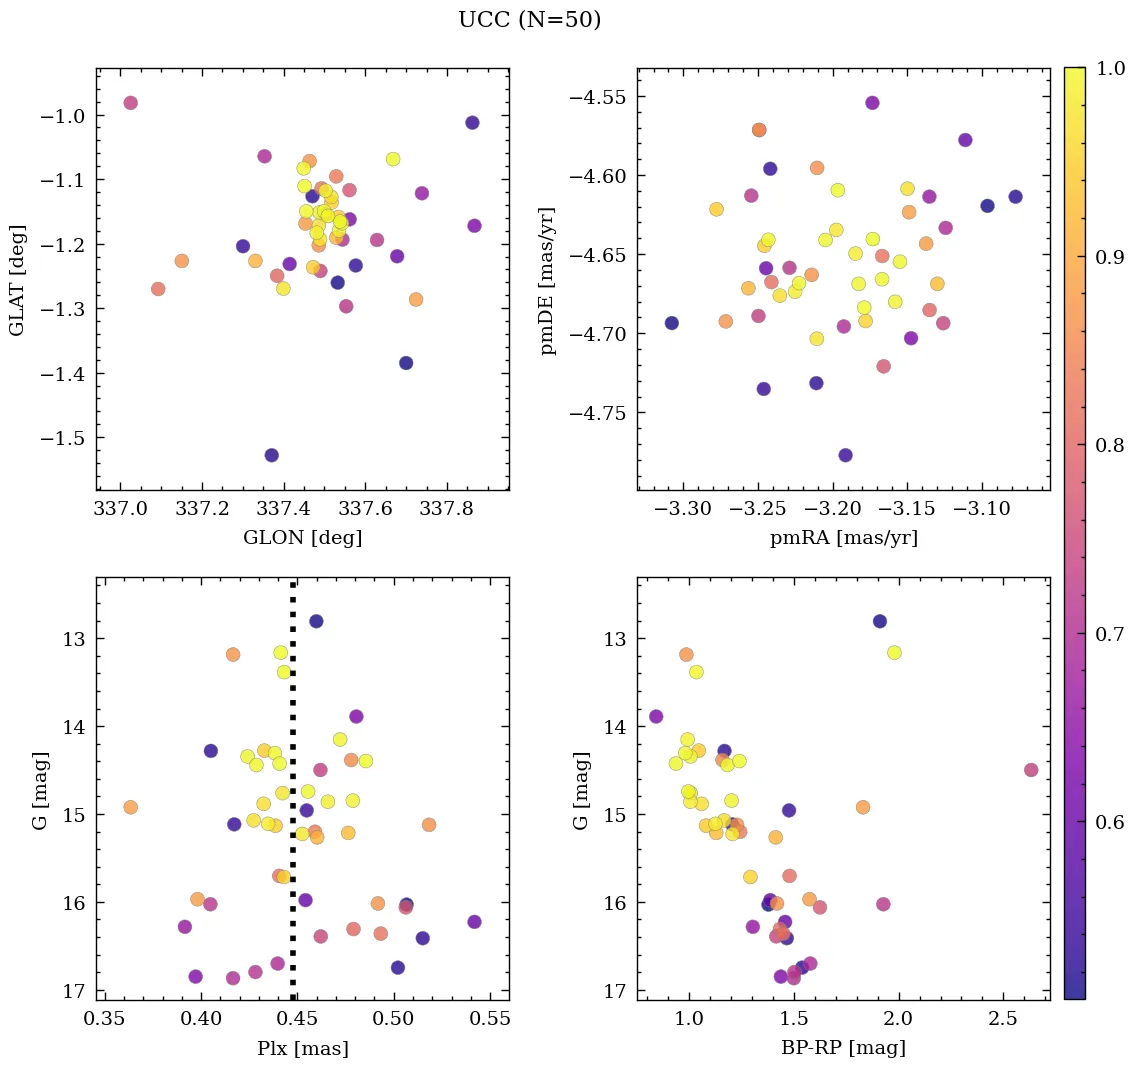 UCC (N=50)
−1.0
−1.1
−1.2
−1.3
−1.4
−1.5
GLAT [deg]
337.0 337.2 337.4 337.6 337.8
GLON [deg]
−4.55
−4.60
−4.65
−4.70
−4.75
pmDE [mas/yr]
−3.30 −3.25 −3.20 −3.15 −3.10
pmRA [mas/yr]
1.0
0.9
0.8
0.7
0.6
13
14
15
16
17
G [mag]
0.35 0.40 0.45 0.50 0.55
Plx [mas]
13
14
15
16
17
G [mag]
1.0 1.5 2.0 2.5
BP-RP [mag]